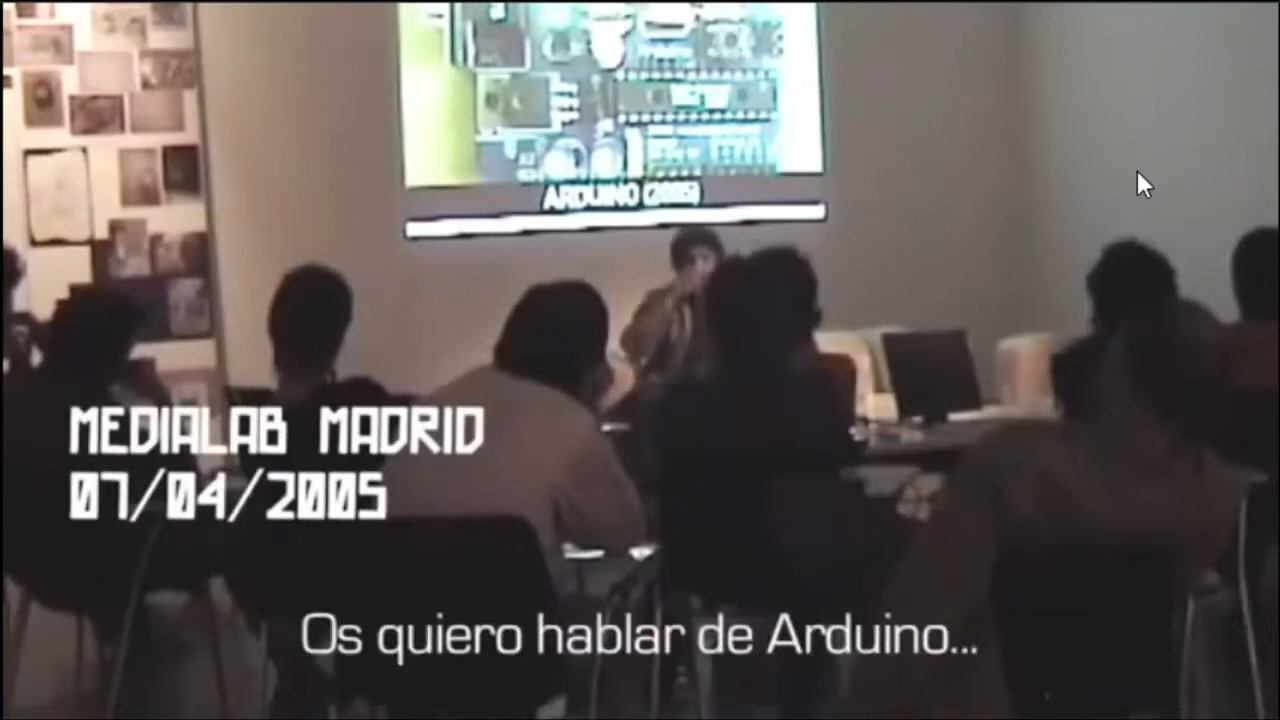 ARDUINO (2005)
MEDIALAB MADRID
07/04/2005
Os quiero hablar de Arduino...